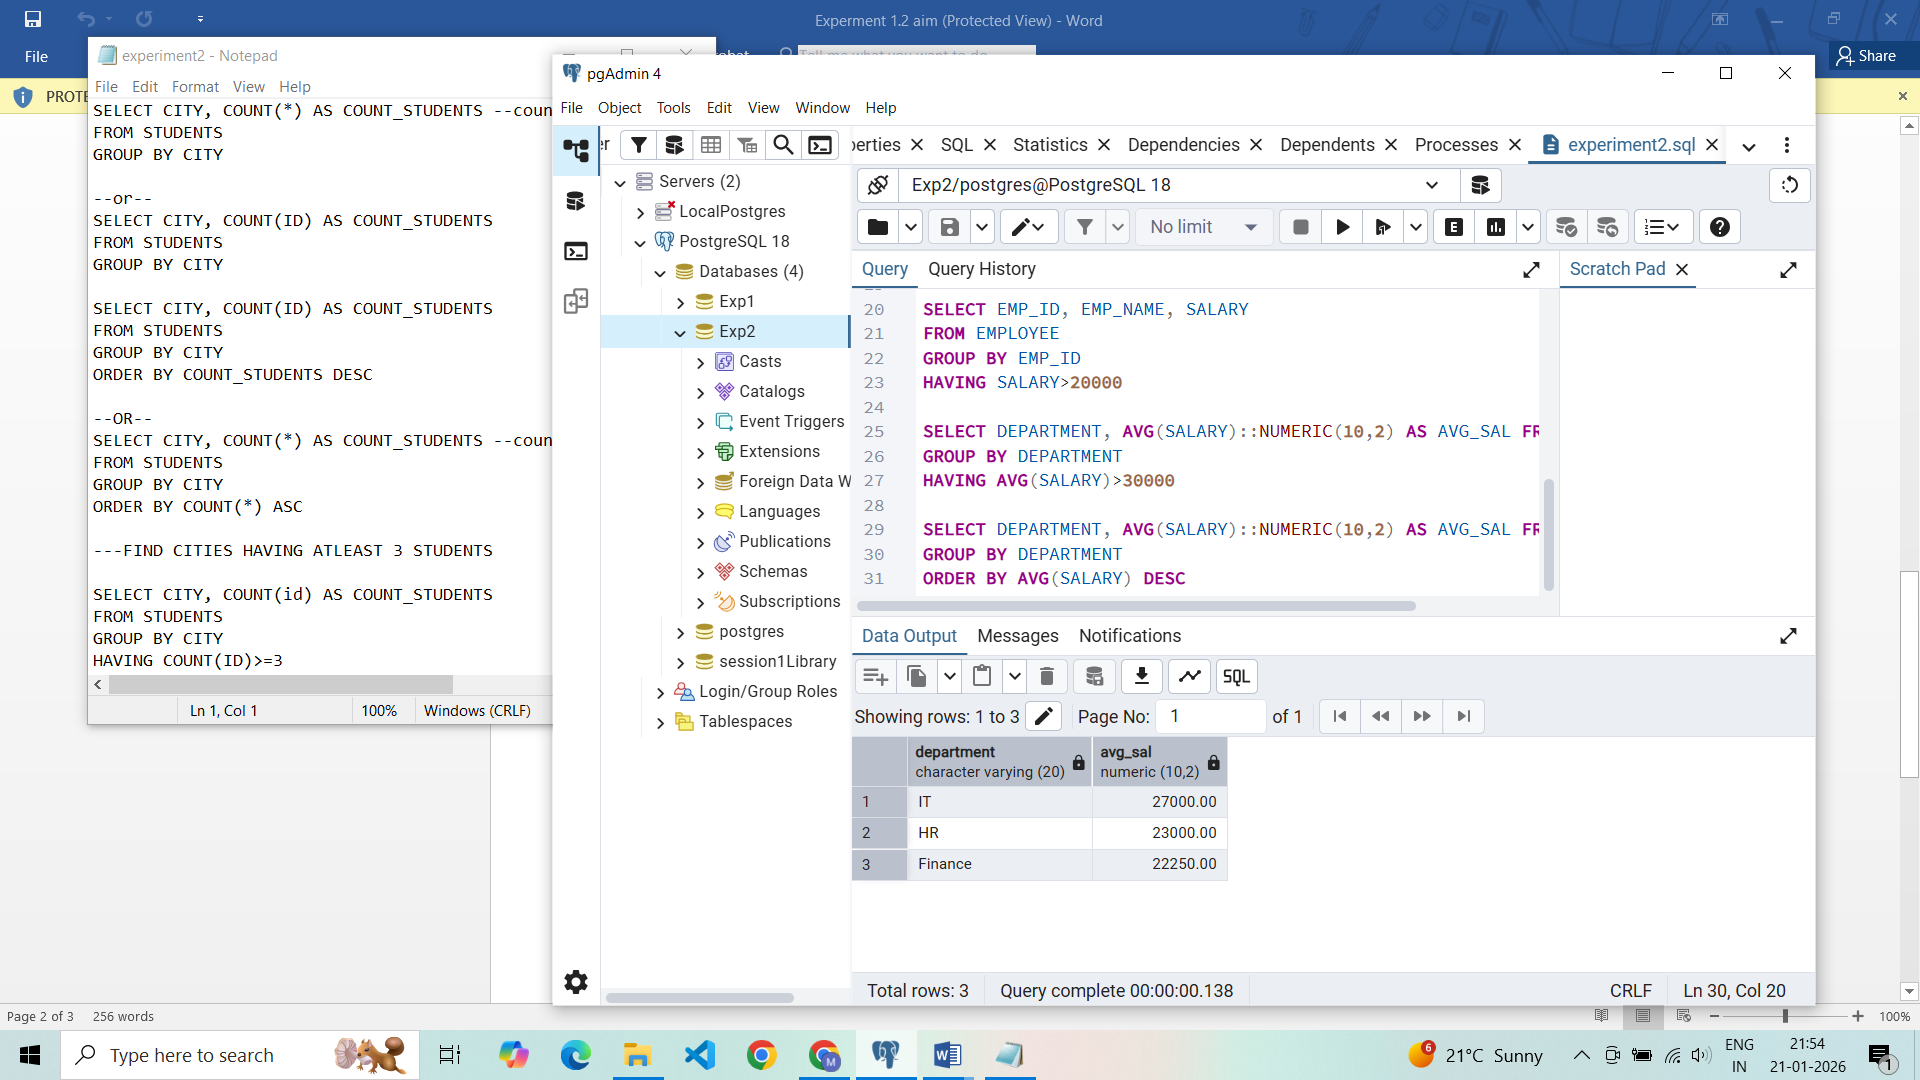 Experment 1.2 aim (Protected View) - Word
File
Share
experiment2 - Notepad
File Edit Format View Help
SELECT CITY, COUNT(*) AS COUNT_STUDENTS --coun
FROM STUDENTS
GROUP BY CITY
--or--
SELECT CITY, COUNT(ID) AS COUNT_STUDENTS
FROM STUDENTS
GROUP BY CITY
SELECT CITY, COUNT(ID) AS COUNT_STUDENTS
FROM STUDENTS
GROUP BY CITY
ORDER BY COUNT_STUDENTS DESC
--OR--
SELECT CITY, COUNT(*) AS COUNT_STUDENTS --coun
FROM STUDENTS
GROUP BY CITY
ORDER BY COUNT(*) ASC
---FIND CITIES HAVING ATLEAST 3 STUDENTS
SELECT CITY, COUNT(id) AS COUNT_STUDENTS
FROM STUDENTS
GROUP BY CITY
HAVING COUNT(ID)>=3
Ln 1, Col 1 100% Windows (CRLF)
pgAdmin 4
File Object Tools Edit View Window Help
erties SQL Statistics Dependencies Dependents Processes experiment2.sql
Servers (2)
LocalPostgres
PostgreSQL 18
Databases (4)
Exp1
Exp2
Casts
Catalogs
Event Triggers
Extensions
Foreign Data W
Languages
Publications
Schemas
Subscriptions
postgres
session1Library
Login/Group Roles
Tablespaces
Exp2/postgres@PostgreSQL 18
No limit
E
Query Query History
Scratch Pad
20 SELECT EMP_ID, EMP_NAME, SALARY
21 FROM EMPLOYEE
22 GROUP BY EMP_ID
23 HAVING SALARY>20000
24
25 SELECT DEPARTMENT, AVG(SALARY)::NUMERIC(10,2) AS AVG_SAL FR
26 GROUP BY DEPARTMENT
27 HAVING AVG(SALARY)>30000
28
29 SELECT DEPARTMENT, AVG(SALARY)::NUMERIC(10,2) AS AVG_SAL FR
30 GROUP BY DEPARTMENT
31 ORDER BY AVG(SALARY) DESC
Data Output Messages Notifications
SQL
Showing rows: 1 to 3 Page No: 1 of 1
department avg_sal
character varying (20) numeric (10,2)
1 IT 27000.00
2 HR 23000.00
3 Finance 22250.00
Total rows: 3 Query complete 00:00:00.138 CRLF Ln 30, Col 20
Page 2 of 3 256 words 100%
Type here to search
6
21°C Sunny
ENG
IN
21:54
21-01-2026
1